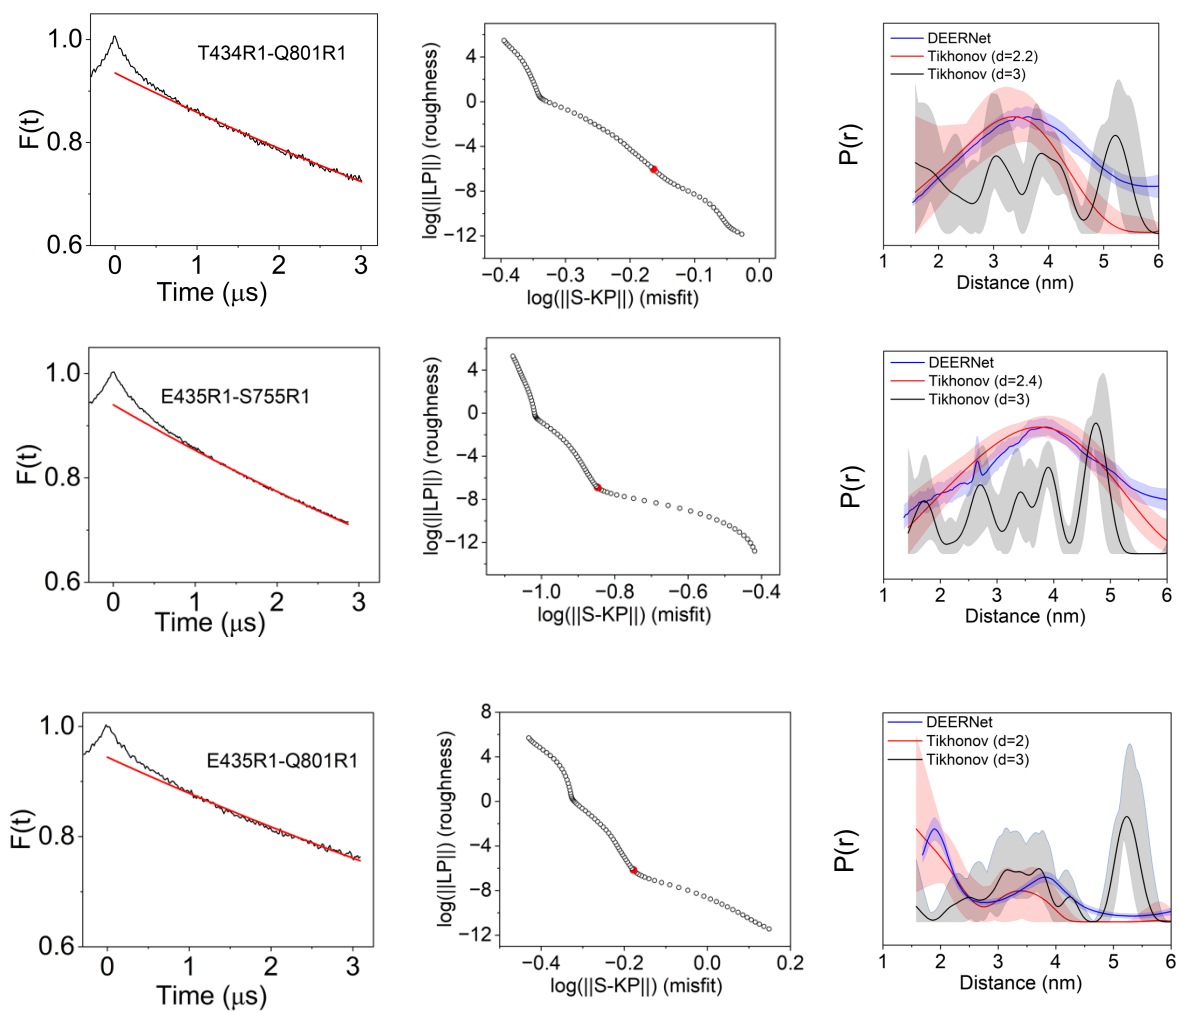 1.0
0.8
0.6
F(t)
T434R1-Q801R1
0
1
2
3
Time (μs)
4
0
−4
−8
−12
log(||LP||) (roughness)
−0.4
−0.3
−0.2
−0.1
0.0
log(||S-KP||) (misfit)
DEERNet
Tikhonov (d=2.2)
Tikhonov (d=3)
P(r)
2
3
4
5
6
Distance (nm)
1.0
0.8
0.6
F(t)
E435R1-S755R1
0
1
2
3
Time (μs)
4
0
−4
−8
−12
log(||LP||) (roughness)
−1.0
−0.8
−0.6
−0.4
log(||S-KP||) (misfit)
DEERNet
Tikhonov (d=2.4)
Tikhonov (d=3)
P(r)
1
2
3
4
5
6
Distance (nm)
1.0
0.8
0.6
F(t)
E435R1-Q801R1
0
1
2
3
Time (μs)
8
4
0
−4
−8
−12
log(||LP||) (roughness)
−0.4
−0.2
0.0
0.2
log(||S-KP||) (misfit)
DEERNet
Tikhonov (d=2)
Tikhonov (d=3)
P(r)
1
2
3
4
5
6
Distance (nm)